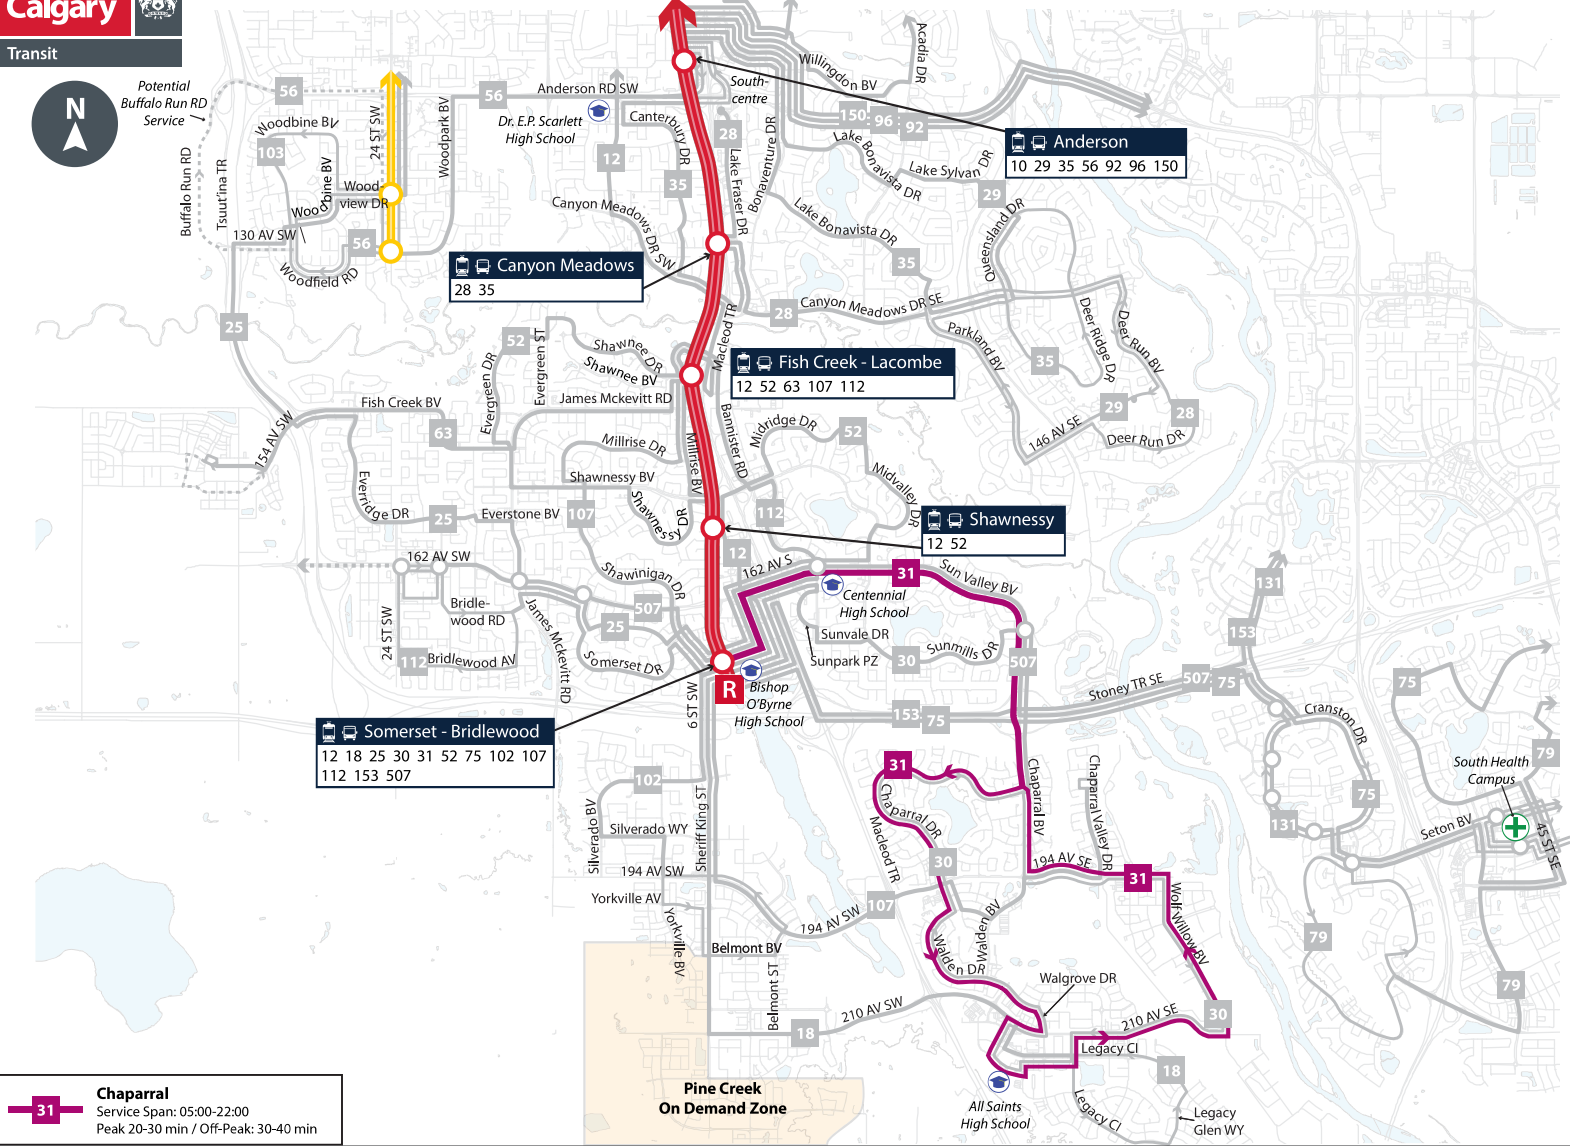 Calgary
Transit
N
Potential
Buffalo Run RD
Service
56
Woodbine BV
103
24 ST SW
Woodpark BV
56
Anderson RD SW
Dr. E.P. Scarlett
High School
South-
centre
Willingdon BV
Acadia DR
150
96
92
Anderson
10 29 35 56 92 96 150
Canterbury DR
28
12
35
Lake Fraser DR
Bonaventure DR
Lake Bonavista DR
Lake Sylvan DR
29
Buffalo Run RD
Tsuut'ina TR
Woodbine BV
Wood-
view DR
130 AV SW
56
Woodfield RD
Canyon Meadows DR SW
Lake Bonavista DR
35
Queensland DR
Canyon Meadows
28 35
25
28
Canyon Meadows DR SE
Macleod TR
Parkland BV
Deer Ridge DR
Deer Run BV
52
Evergreen ST
Evergreen DR
Shawnee DR
Shawnee BV
Fish Creek - Lacombe
12 52 63 107 112
35
James Mckevitt RD
Fish Creek BV
63
154 AV SW
29
28
146 AV SE
Deer Run DR
Bannister RD
Midridge DR
52
Millrise DR
Millrise BV
Shawnessy BV
Shawnessy DR
Midvalley DR
Everridge DR
25
Everstone BV
107
112
Shawnessy
12 52
12
162 AV SW
162 AV S
31
Sun Valley BV
Centennial
High School
131
Shawinigan DR
507
25
Bridle-
wood RD
24 ST SW
112
Bridlewood AV
James Mckevitt RD
Somerset DR
Sunvale DR
Sunpark PZ
30
Sunmills DR
507
153
R
Bishop
O'Byrne
High School
6 ST SW
153
75
Stoney TR SE
507
75
75
Cranston DR
Somerset - Bridlewood
12 18 25 30 31 52 75 102 107
112 153 507
31
102
Silverado BV
Silverado WY
Sheriff King ST
194 AV SW
Yorkville AV
Yorkville BV
Chaparral DR
Macleod TR
Chaparral BV
Chaparral Valley DR
30
194 AV SE
31
107
194 AV SW
Walden BV
Walden DR
Wolf Willow BV
79
South Health
Campus
75
131
Seton BV
45 ST SE
79
79
Belmont BV
Belmont ST
Walgrove DR
18
210 AV SW
210 AV SE
30
Legacy CI
18
Legacy CI
Legacy
Glen WY
All Saints
High School
Pine Creek
On Demand Zone
31
Chaparral
Service Span: 05:00-22:00
Peak 20-30 min / Off-Peak: 30-40 min